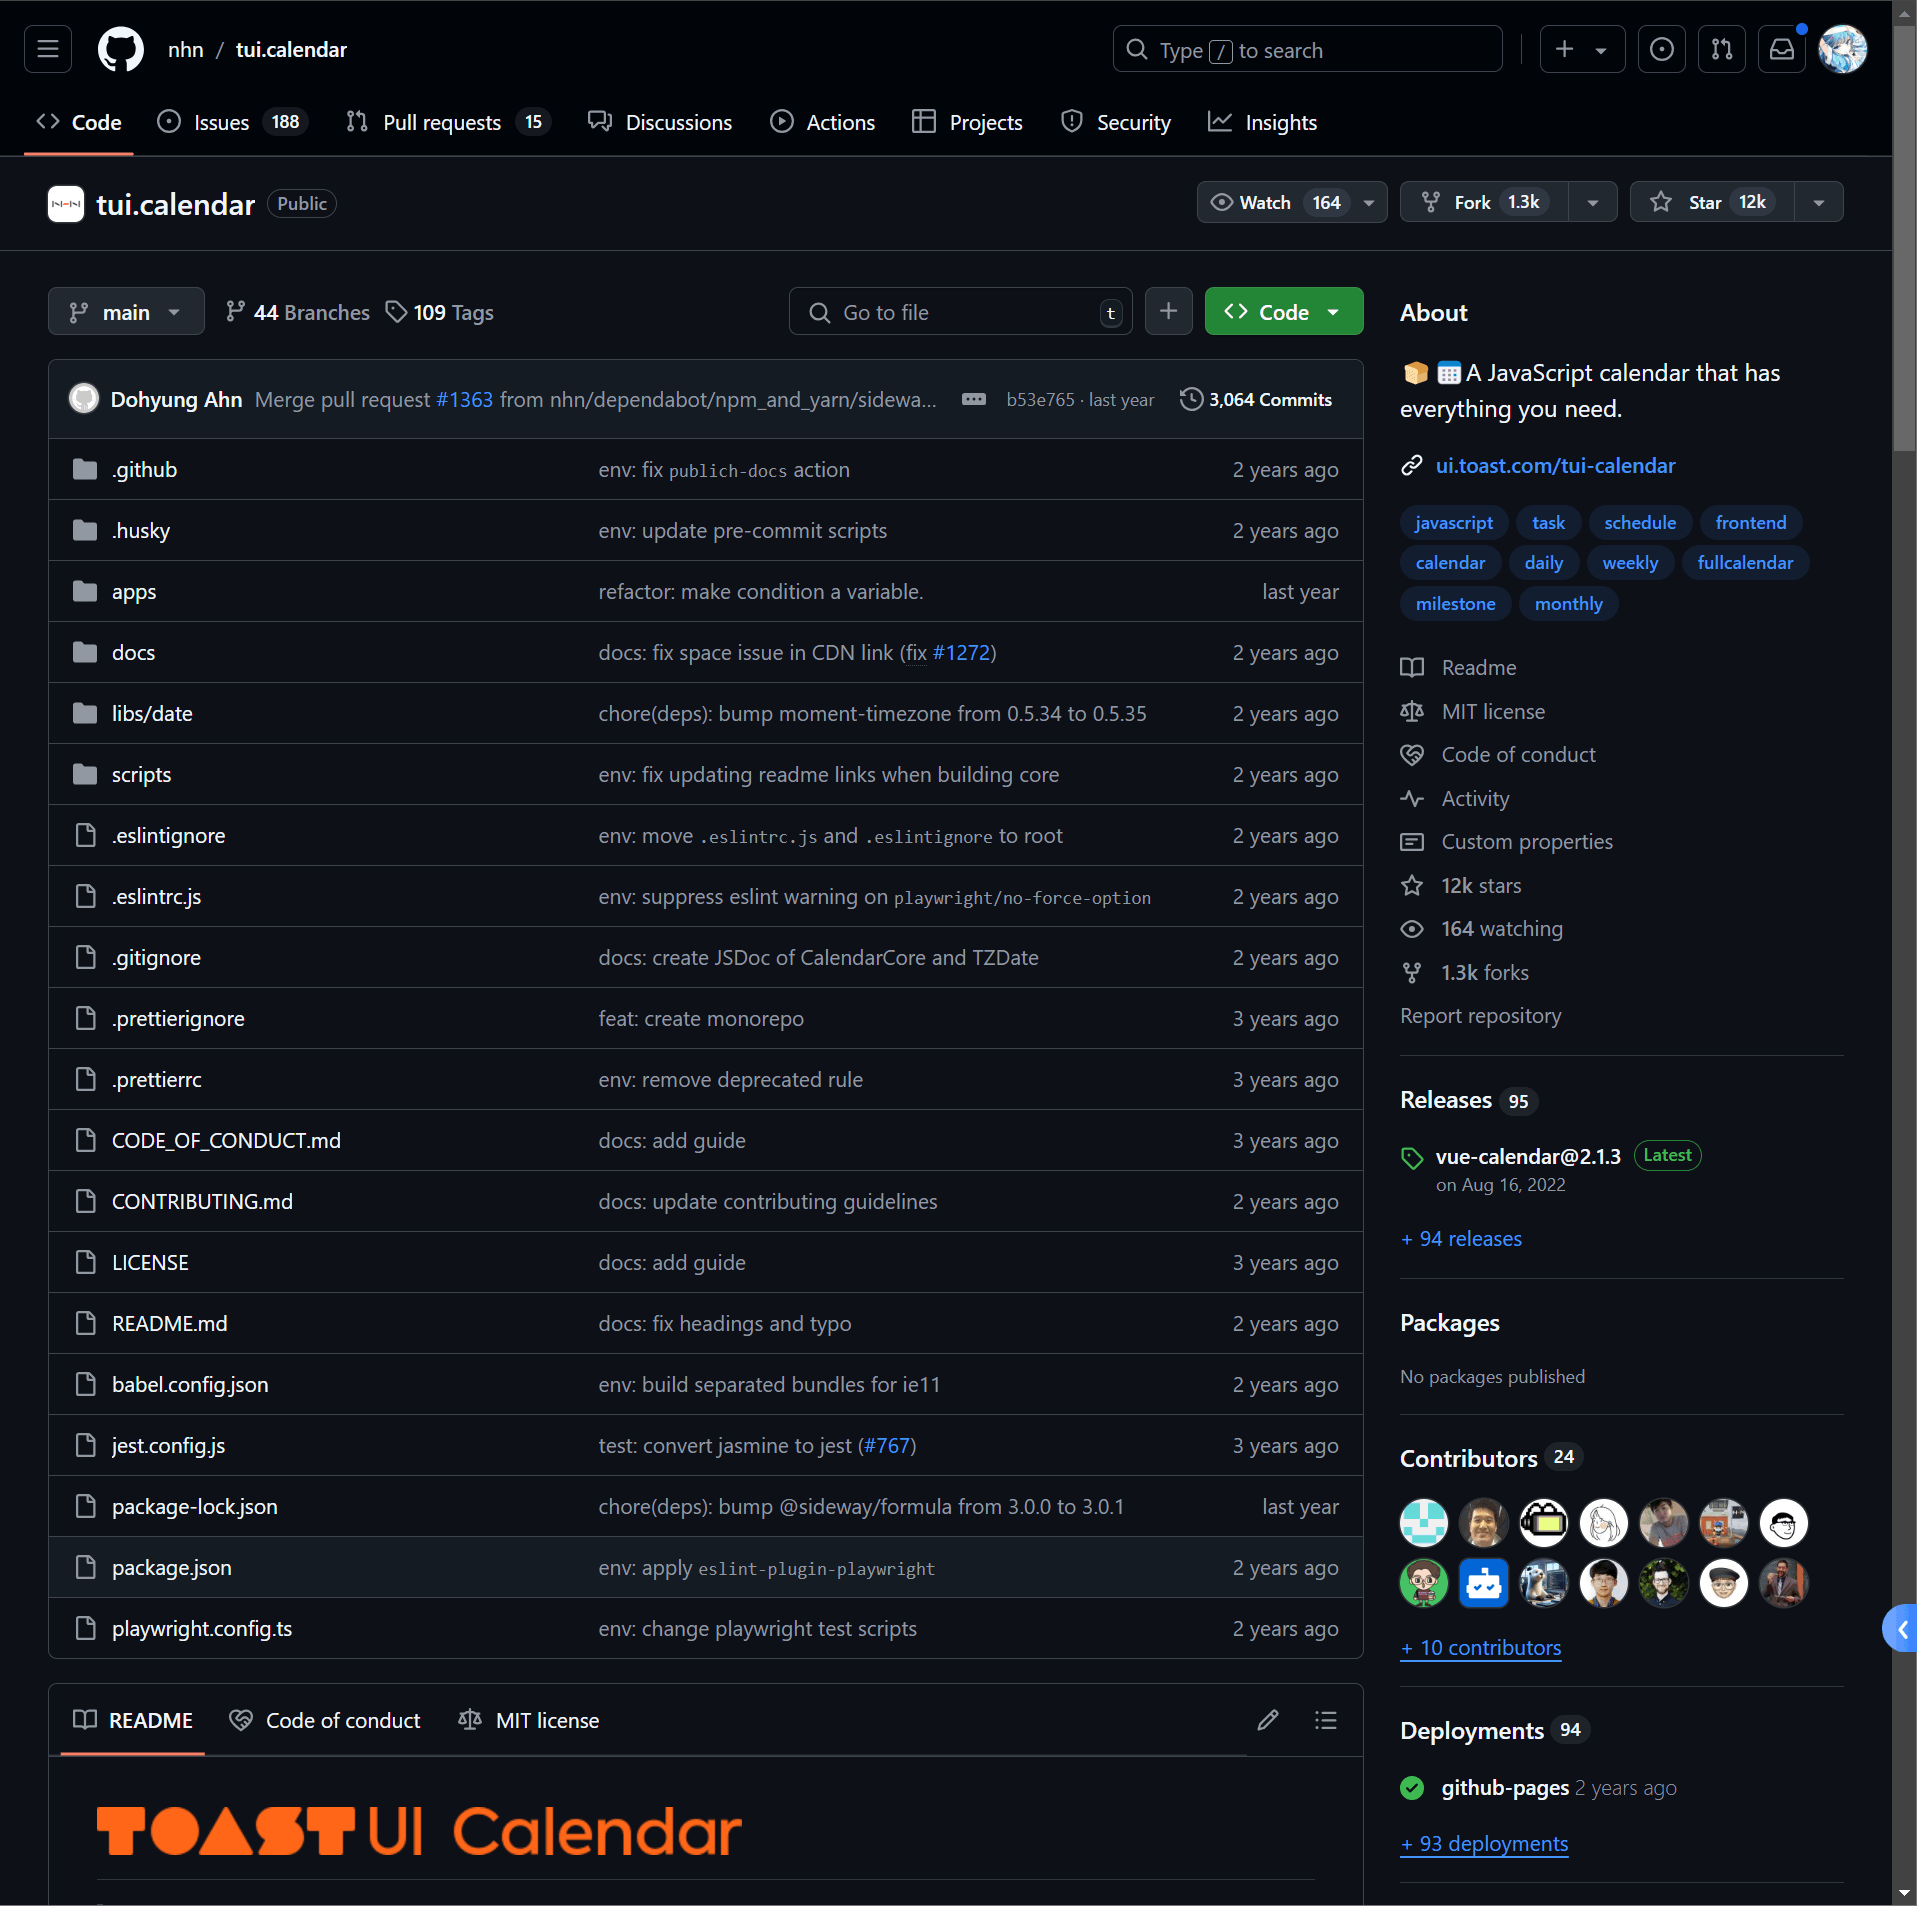 nhn / tui.calendar
Type / to search
Code
Issues 188
Pull requests 15
Discussions
Actions
Projects
Security
Insights
tui.calendar Public
Watch 164
Fork 1.3k
Star 12k
main
44 Branches
109 Tags
Go to file t
Code
Dohyung Ahn Merge pull request #1363 from nhn/dependabot/npm_and_yarn/sidewa... b53e765 · last year 3,064 Commits
.github env: fix publich-docs action 2 years ago
.husky env: update pre-commit scripts 2 years ago
apps refactor: make condition a variable. last year
docs docs: fix space issue in CDN link (fix #1272) 2 years ago
libs/date chore(deps): bump moment-timezone from 0.5.34 to 0.5.35 2 years ago
scripts env: fix updating readme links when building core 2 years ago
.eslintignore env: move .eslintrc.js and .eslintignore to root 2 years ago
.eslintrc.js env: suppress eslint warning on playwright/no-force-option 2 years ago
.gitignore docs: create JSDoc of CalendarCore and TZDate 2 years ago
.prettierignore feat: create monorepo 3 years ago
.prettierrc env: remove deprecated rule 3 years ago
CODE_OF_CONDUCT.md docs: add guide 3 years ago
CONTRIBUTING.md docs: update contributing guidelines 2 years ago
LICENSE docs: add guide 3 years ago
README.md docs: fix headings and typo 2 years ago
babel.config.json env: build separated bundles for ie11 2 years ago
jest.config.js test: convert jasmine to jest (#767) 3 years ago
package-lock.json chore(deps): bump @sideway/formula from 3.0.0 to 3.0.1 last year
package.json env: apply eslint-plugin-playwright 2 years ago
playwright.config.ts env: change playwright test scripts 2 years ago
README
Code of conduct
MIT license
TOAST UI Calendar
About
🍞📅A JavaScript calendar that has
everything you need.
ui.toast.com/tui-calendar
javascript task schedule frontend
calendar daily weekly fullcalendar
milestone monthly
Readme
MIT license
Code of conduct
Activity
Custom properties
12k stars
164 watching
1.3k forks
Report repository
Releases 95
vue-calendar@2.1.3 Latest
on Aug 16, 2022
+ 94 releases
Packages
No packages published
Contributors 24
+ 10 contributors
Deployments 94
github-pages 2 years ago
+ 93 deployments